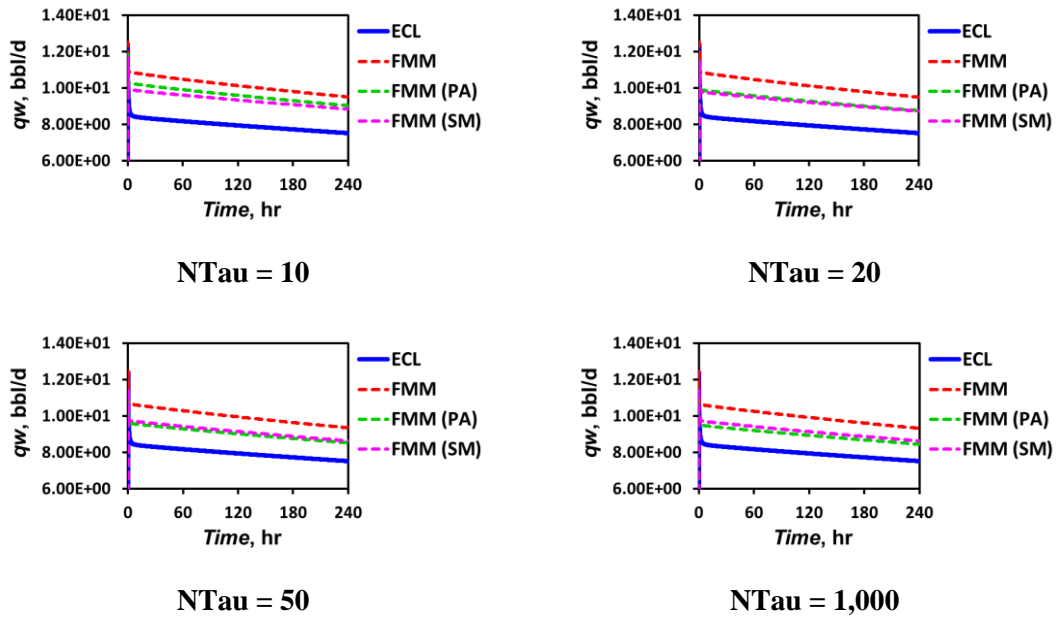 1.40E+01
1.20E+01
1.00E+01
8.00E+00
6.00E+00
qw, bbl/d
0 60 120 180 240
Time, hr
ECL
FMM
FMM (PA)
FMM (SM)
NTau = 10
1.40E+01
1.20E+01
1.00E+01
8.00E+00
6.00E+00
qw, bbl/d
0 60 120 180 240
Time, hr
ECL
FMM
FMM (PA)
FMM (SM)
NTau = 20
1.40E+01
1.20E+01
1.00E+01
8.00E+00
6.00E+00
qw, bbl/d
0 60 120 180 240
Time, hr
ECL
FMM
FMM (PA)
FMM (SM)
NTau = 50
1.40E+01
1.20E+01
1.00E+01
8.00E+00
6.00E+00
qw, bbl/d
0 60 120 180 240
Time, hr
ECL
FMM
FMM (PA)
FMM (SM)
NTau = 1,000